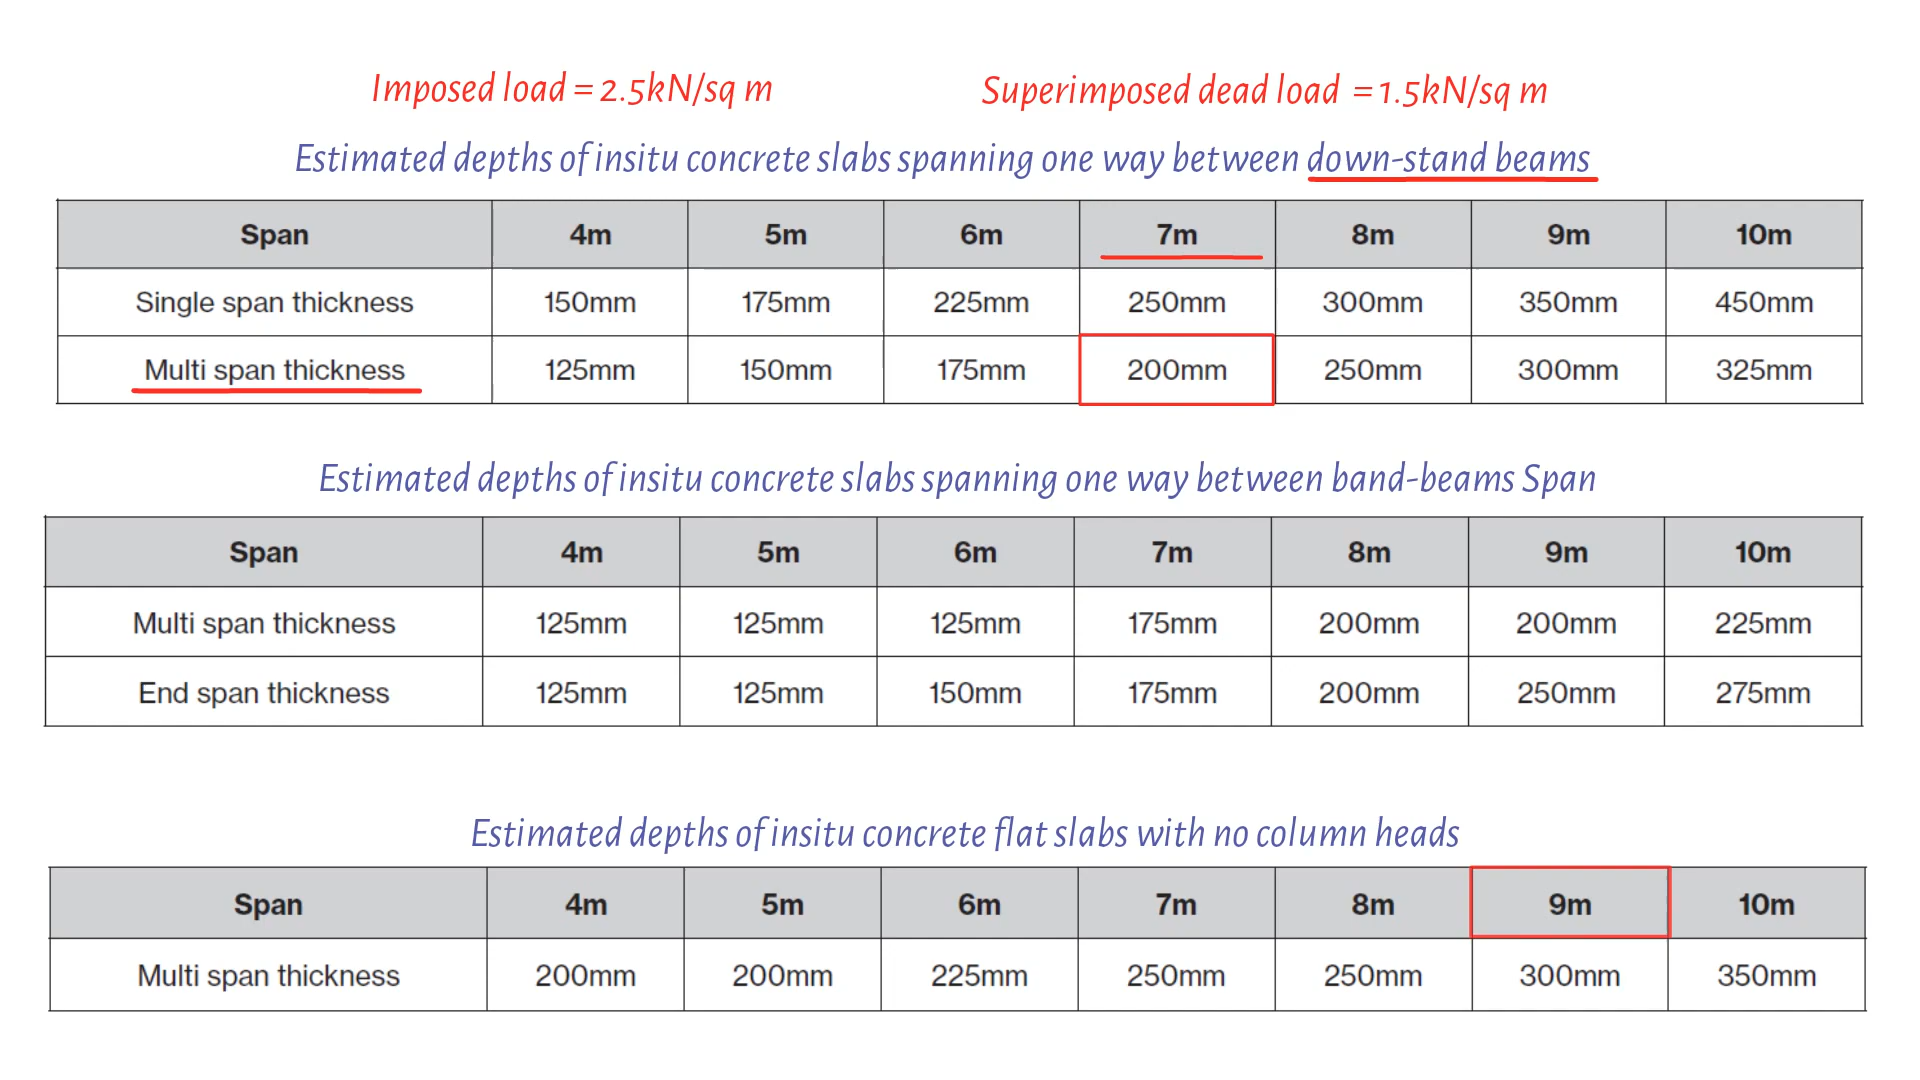 Imposed load = 2.5kN/sq m Superimposed dead load = 1.5kN/sq m
Estimated depths of insitu concrete slabs spanning one way between down-stand beams
Span 4m 5m 6m 7m 8m 9m 10m
Single span thickness 150mm 175mm 225mm 250mm 300mm 350mm 450mm
Multi span thickness 125mm 150mm 175mm 200mm 250mm 300mm 325mm
Estimated depths of insitu concrete slabs spanning one way between band-beams Span
Span 4m 5m 6m 7m 8m 9m 10m
Multi span thickness 125mm 125mm 125mm 175mm 200mm 200mm 225mm
End span thickness 125mm 125mm 150mm 175mm 200mm 250mm 275mm
Estimated depths of insitu concrete flat slabs with no column heads
Span 4m 5m 6m 7m 8m 9m 10m
Multi span thickness 200mm 200mm 225mm 250mm 250mm 300mm 350mm